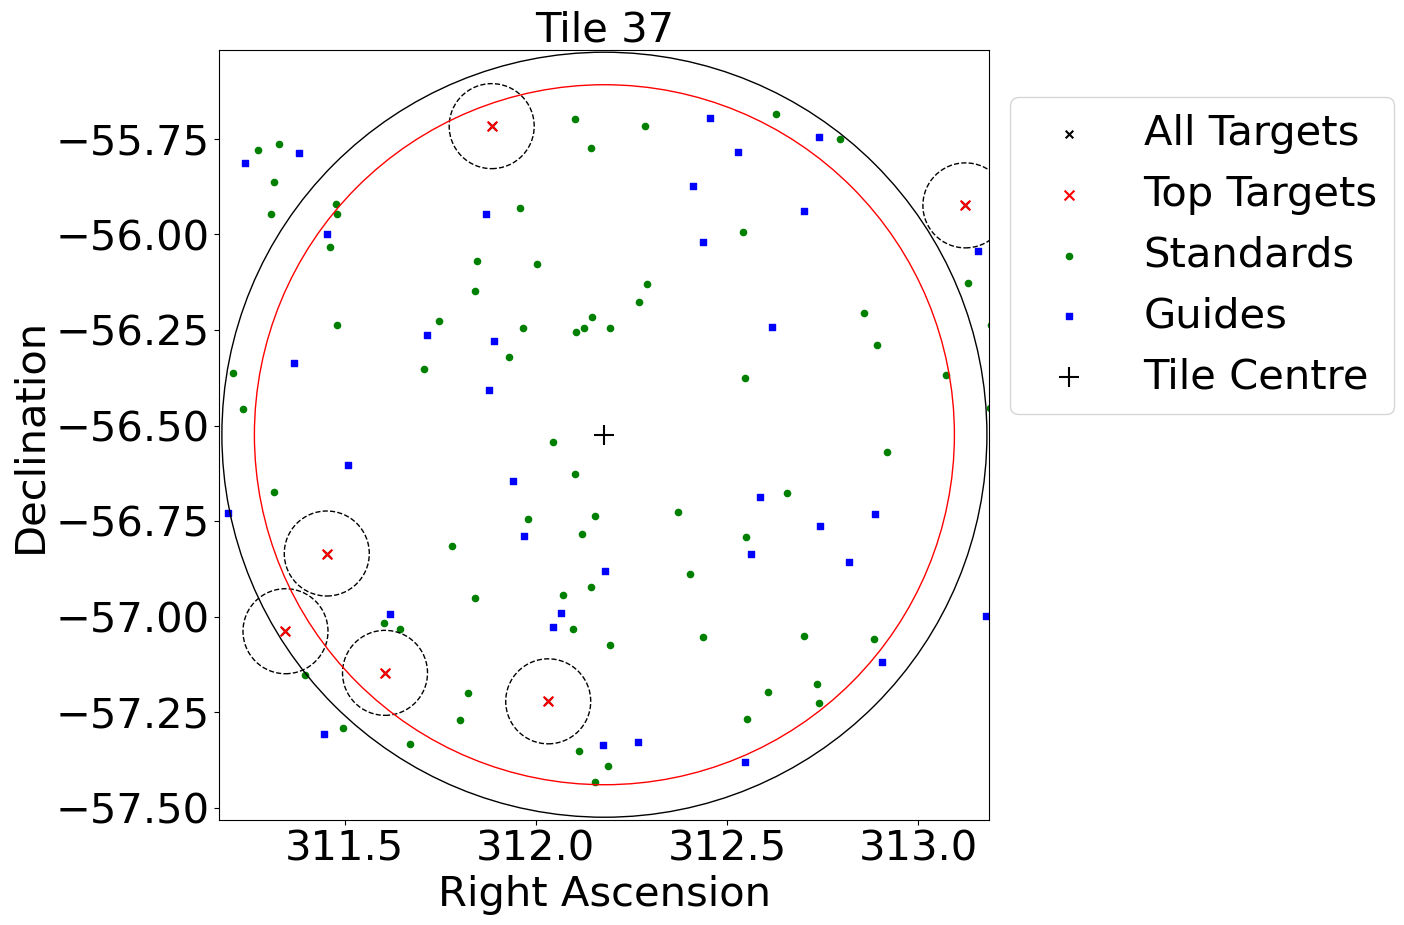 Tile 37
All Targets
Top Targets
Standards
Guides
Tile Centre
Declination
−55.75
−56.00
−56.25
−56.50
−56.75
−57.00
−57.25
−57.50
311.5 312.0 312.5 313.0
Right Ascension